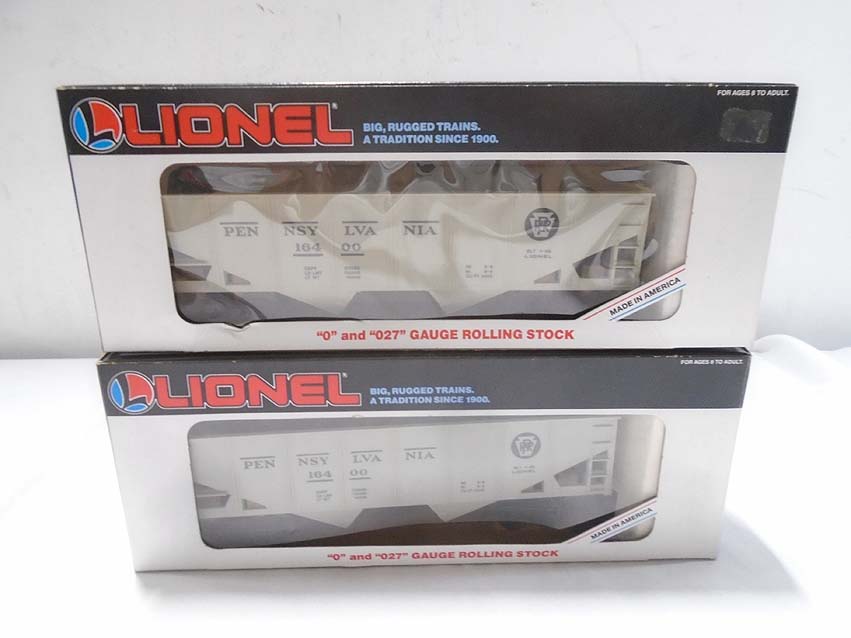 FOR AGES 8 TO ADULT.
LIONEL
BIG, RUGGED TRAINS.
A TRADITION SINCE 1900.
PEN NSY LVA NIA
164 00
LIONEL
MADE IN AMERICA
"0" and "027" GAUGE ROLLING STOCK
FOR AGES 8 TO ADULT.
LIONEL
BIG, RUGGED TRAINS.
A TRADITION SINCE 1900.
PEN NSY LVA NIA
164 00
LIONEL
MADE IN AMERICA
"0" and "027" GAUGE ROLLING STOCK